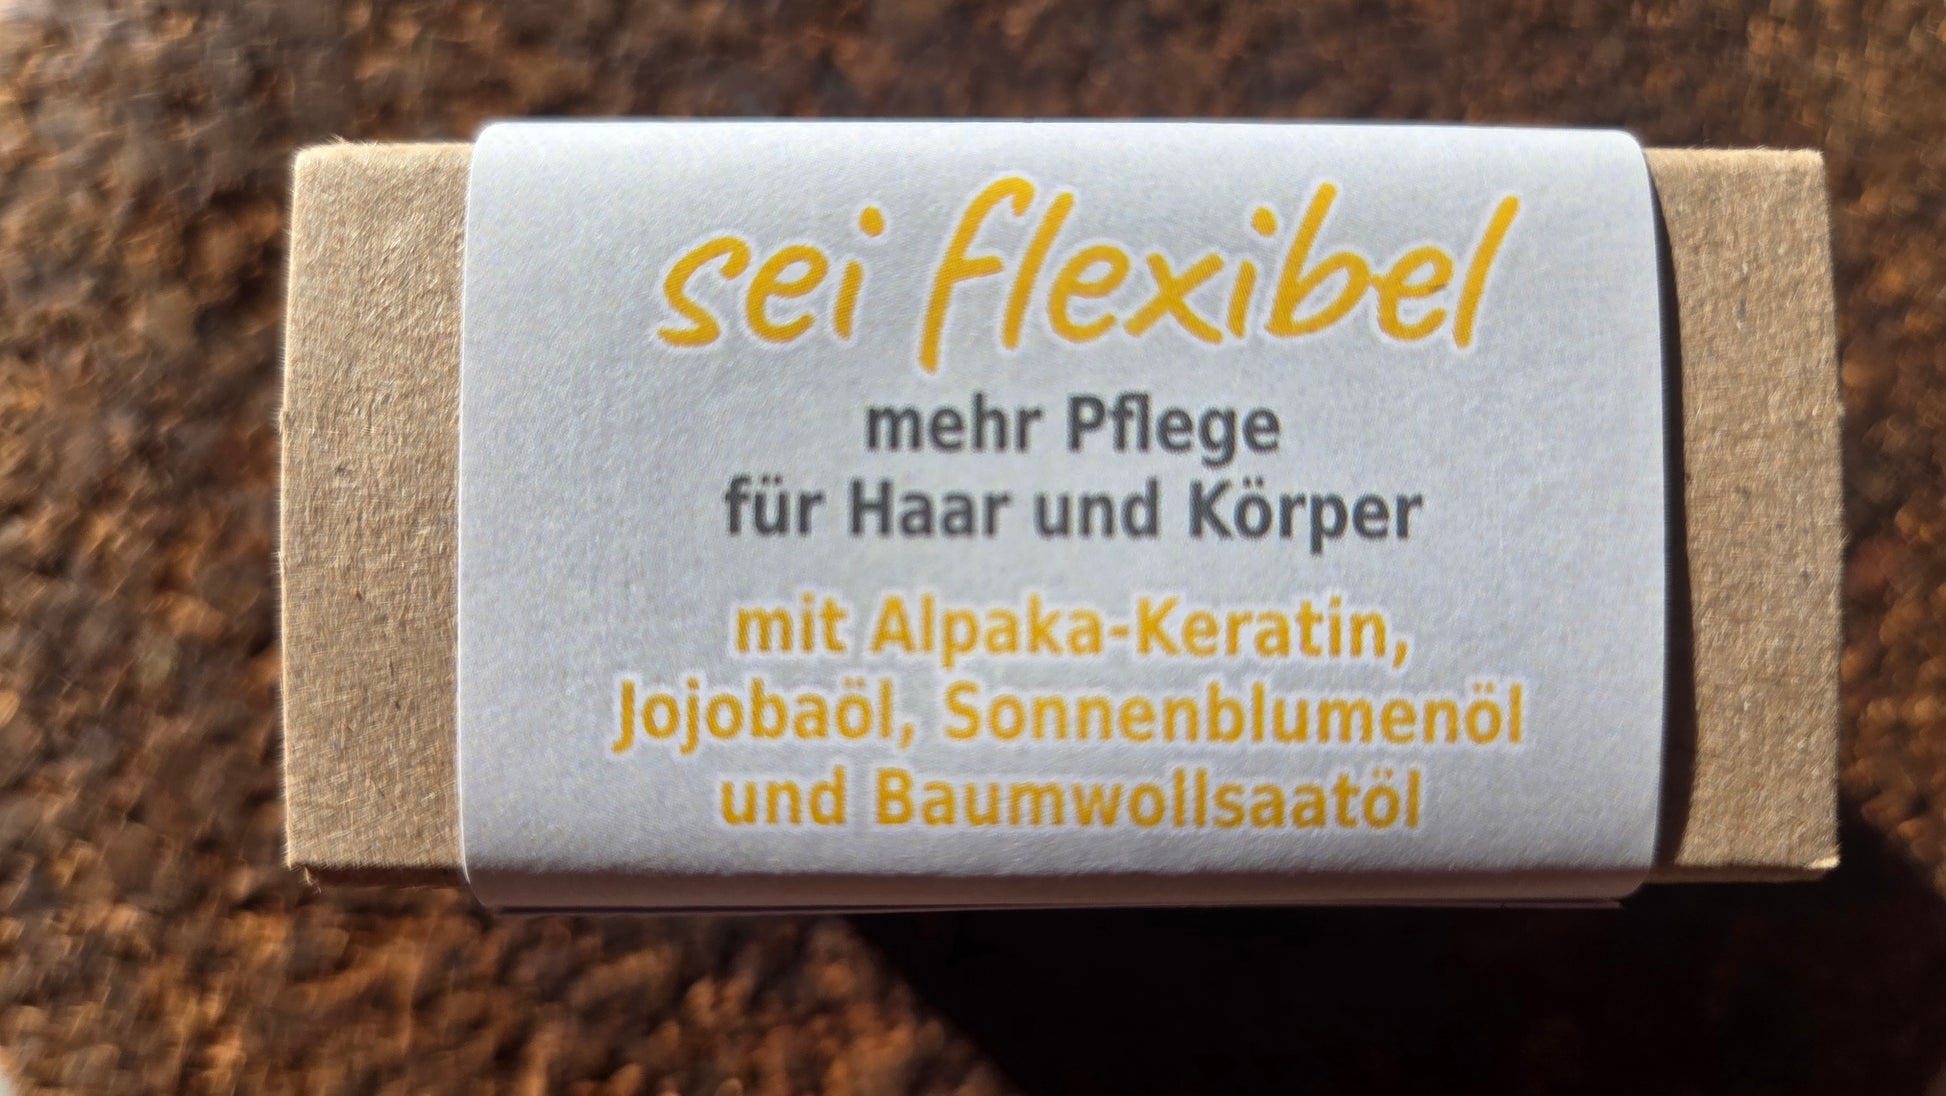 sei flexibel
mehr Pflege
für Haar und Körper
mit Alpaka-Keratin,
Jojobaöl, Sonnenblumenöl
und Baumwollsaatöl